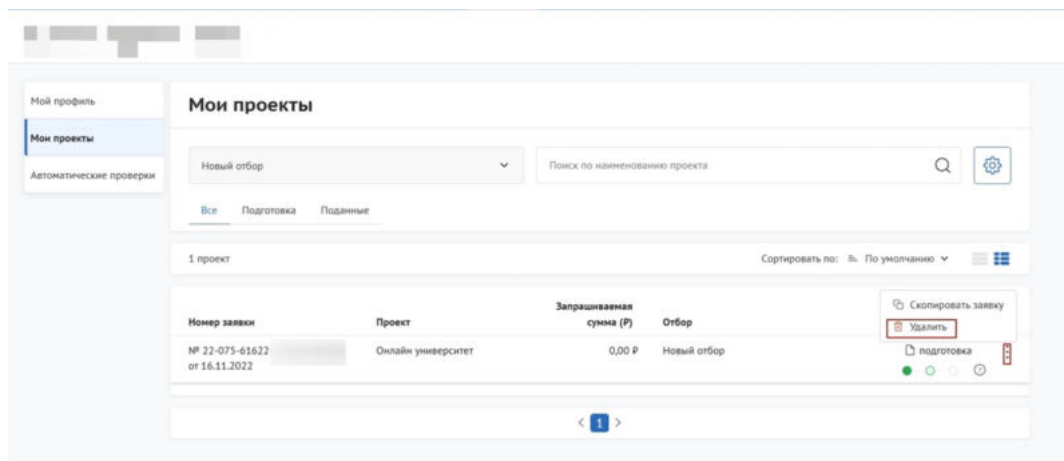 Мой профиль
Мои проекты
Автоматические проверки
Мои проекты
Новый отбор
Поиск по наименованию проекта
Все Подготовка Поданные
1 проект
Сортировать по: По умолчанию
Скопировать заявку
Удалить
Номер заявки Проект Запрашиваемая сумма (₽) Отбор
№ 22-075-61622 Онлайн университет 0,00 ₽ Новый отбор подготовка
от 16.11.2022
< 1 >